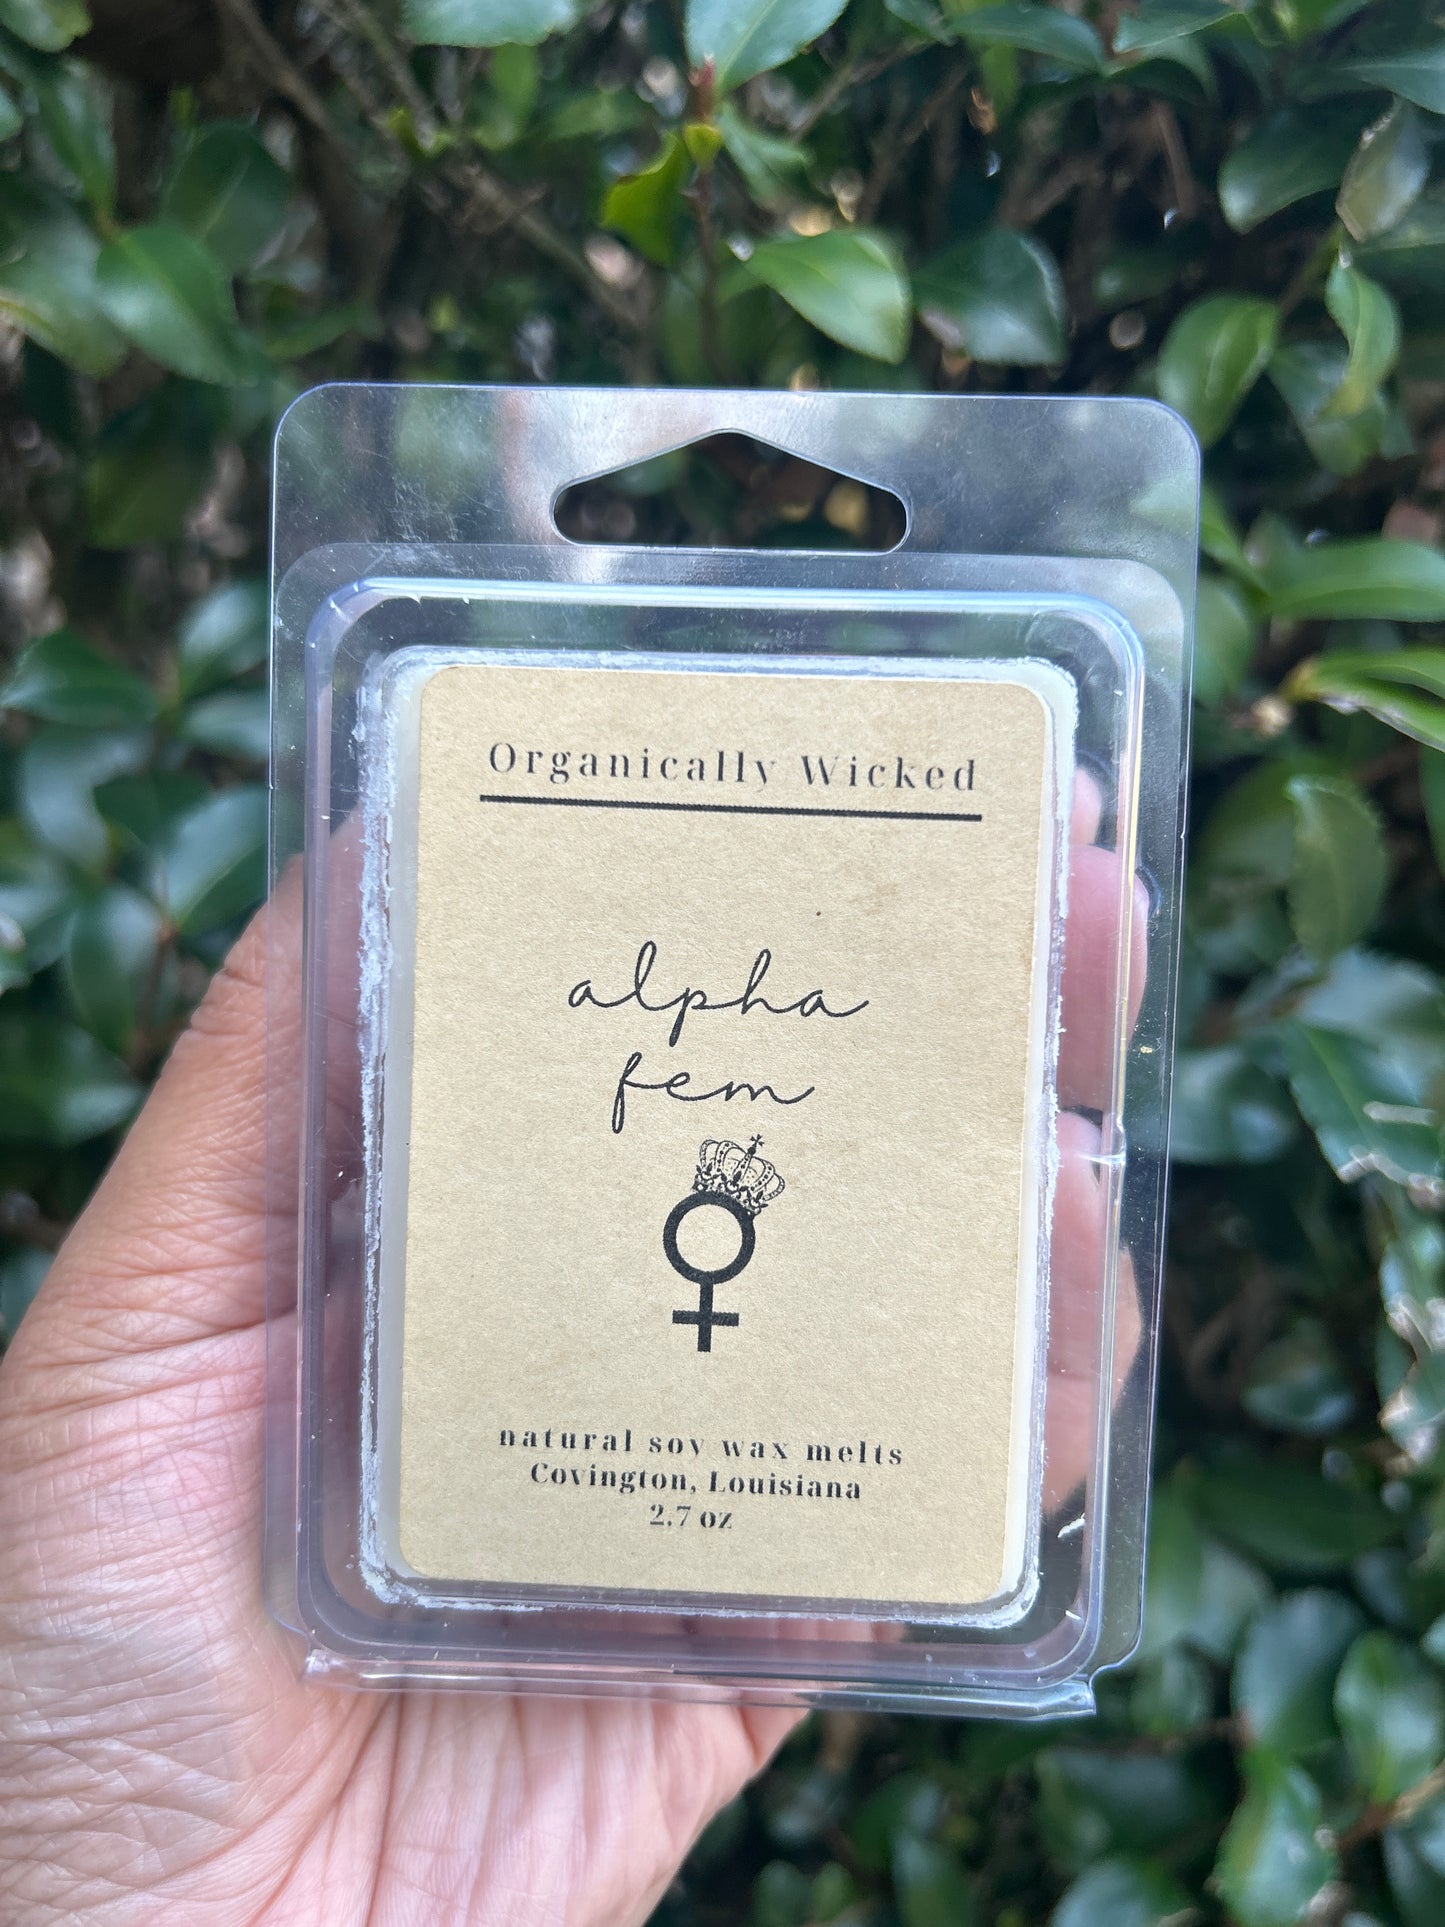 Organically Wicked
alpha
fem
natural soy wax melts
Covington, Louisiana
2.7 oz